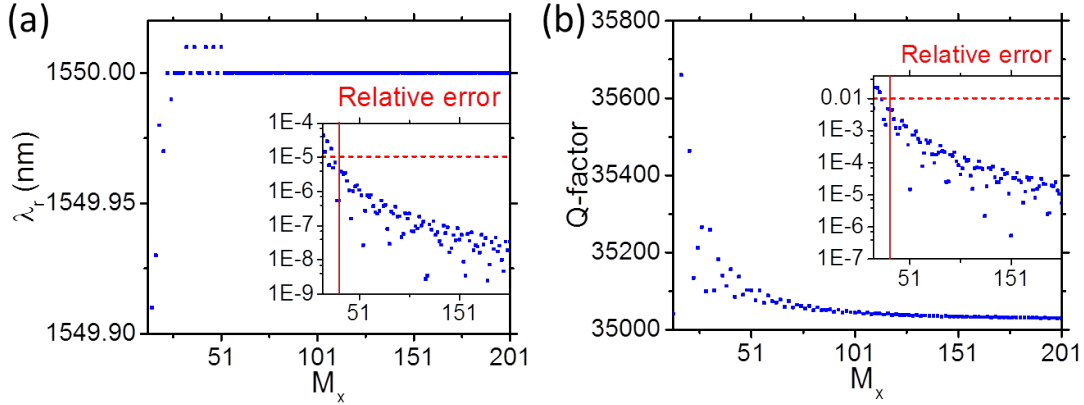 (a)
λr (nm)
1550.00
1549.95
1549.90
51 101 151 201
Mx
Relative error
1E-4
1E-5
1E-6
1E-7
1E-8
1E-9
51 151
(b)
Q-factor
35800
35600
35400
35200
35000
51 101 151 201
Mx
Relative error
0.01
1E-3
1E-4
1E-5
1E-6
1E-7
51 151